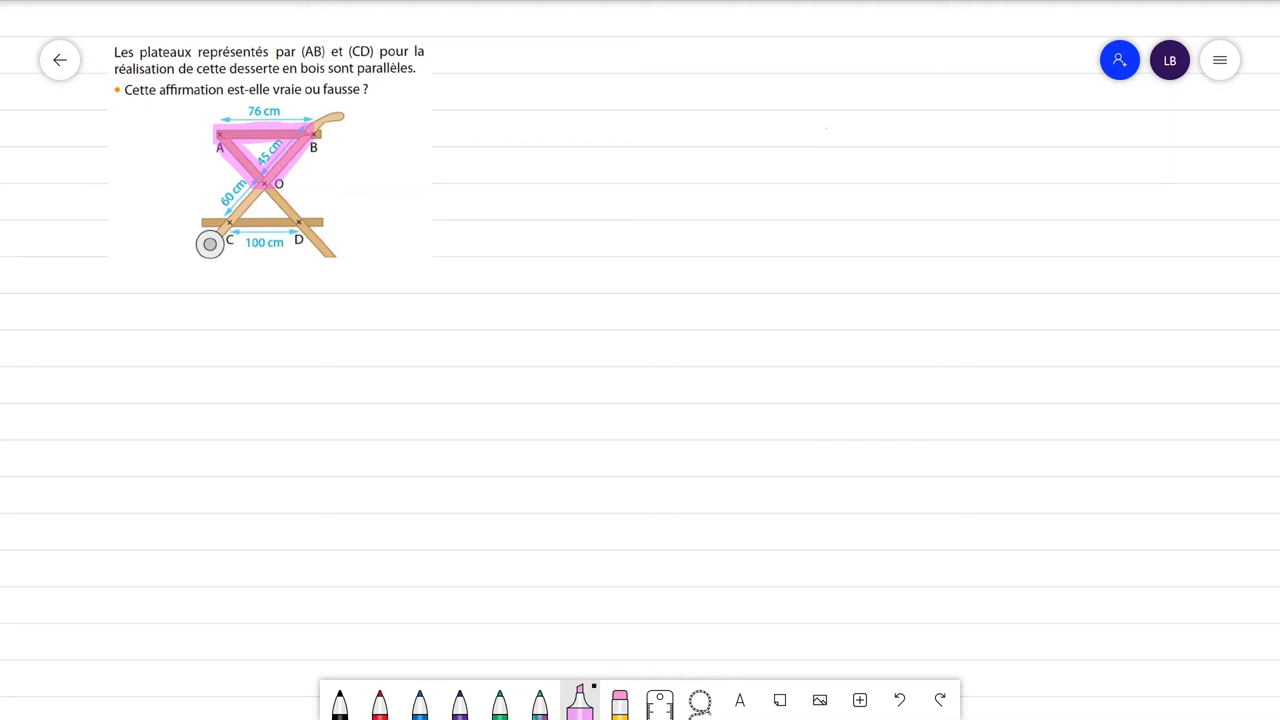 Les plateaux représentés par (AB) et (CD) pour la
réalisation de cette desserte en bois sont parallèles.
• Cette affirmation est-elle vraie ou fausse ?
76 cm
A
B
45 cm
O
60 cm
C
100 cm
D
LB
A